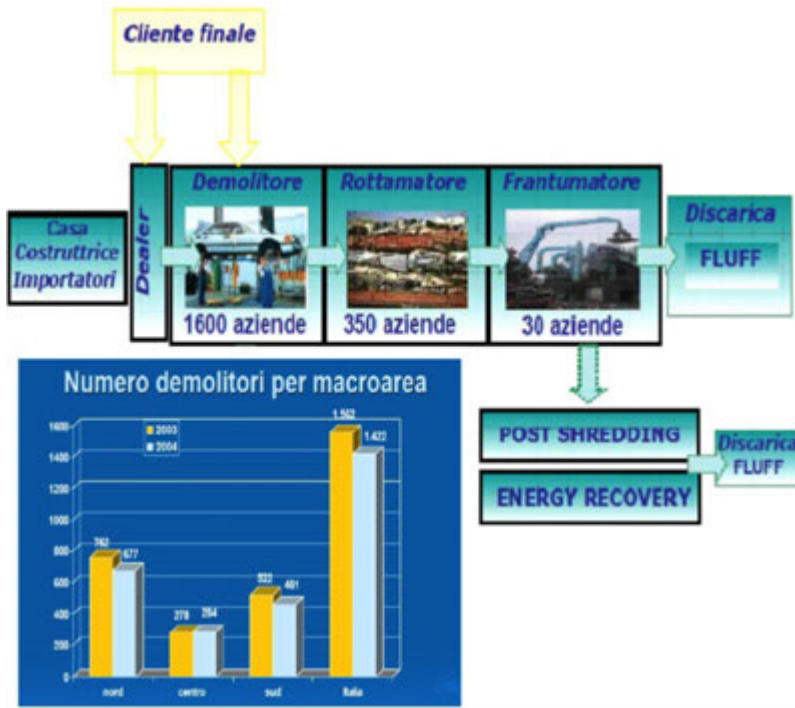 Cliente finale
Casa
Costruttrice
Importatori
Dealer
Demolitore
1600 aziende
Rottamatore
350 aziende
Frantumatore
30 aziende
Discarica
FLUFF
POST SHREDDING
ENERGY RECOVERY
Discarica
FLUFF
Numero demolitori per macroarea
2003
2004
1600
1400
1200
1000
800
600
400
200
0
762
677
278
284
522
461
1.562
1.422
nord
centro
sud
Italia